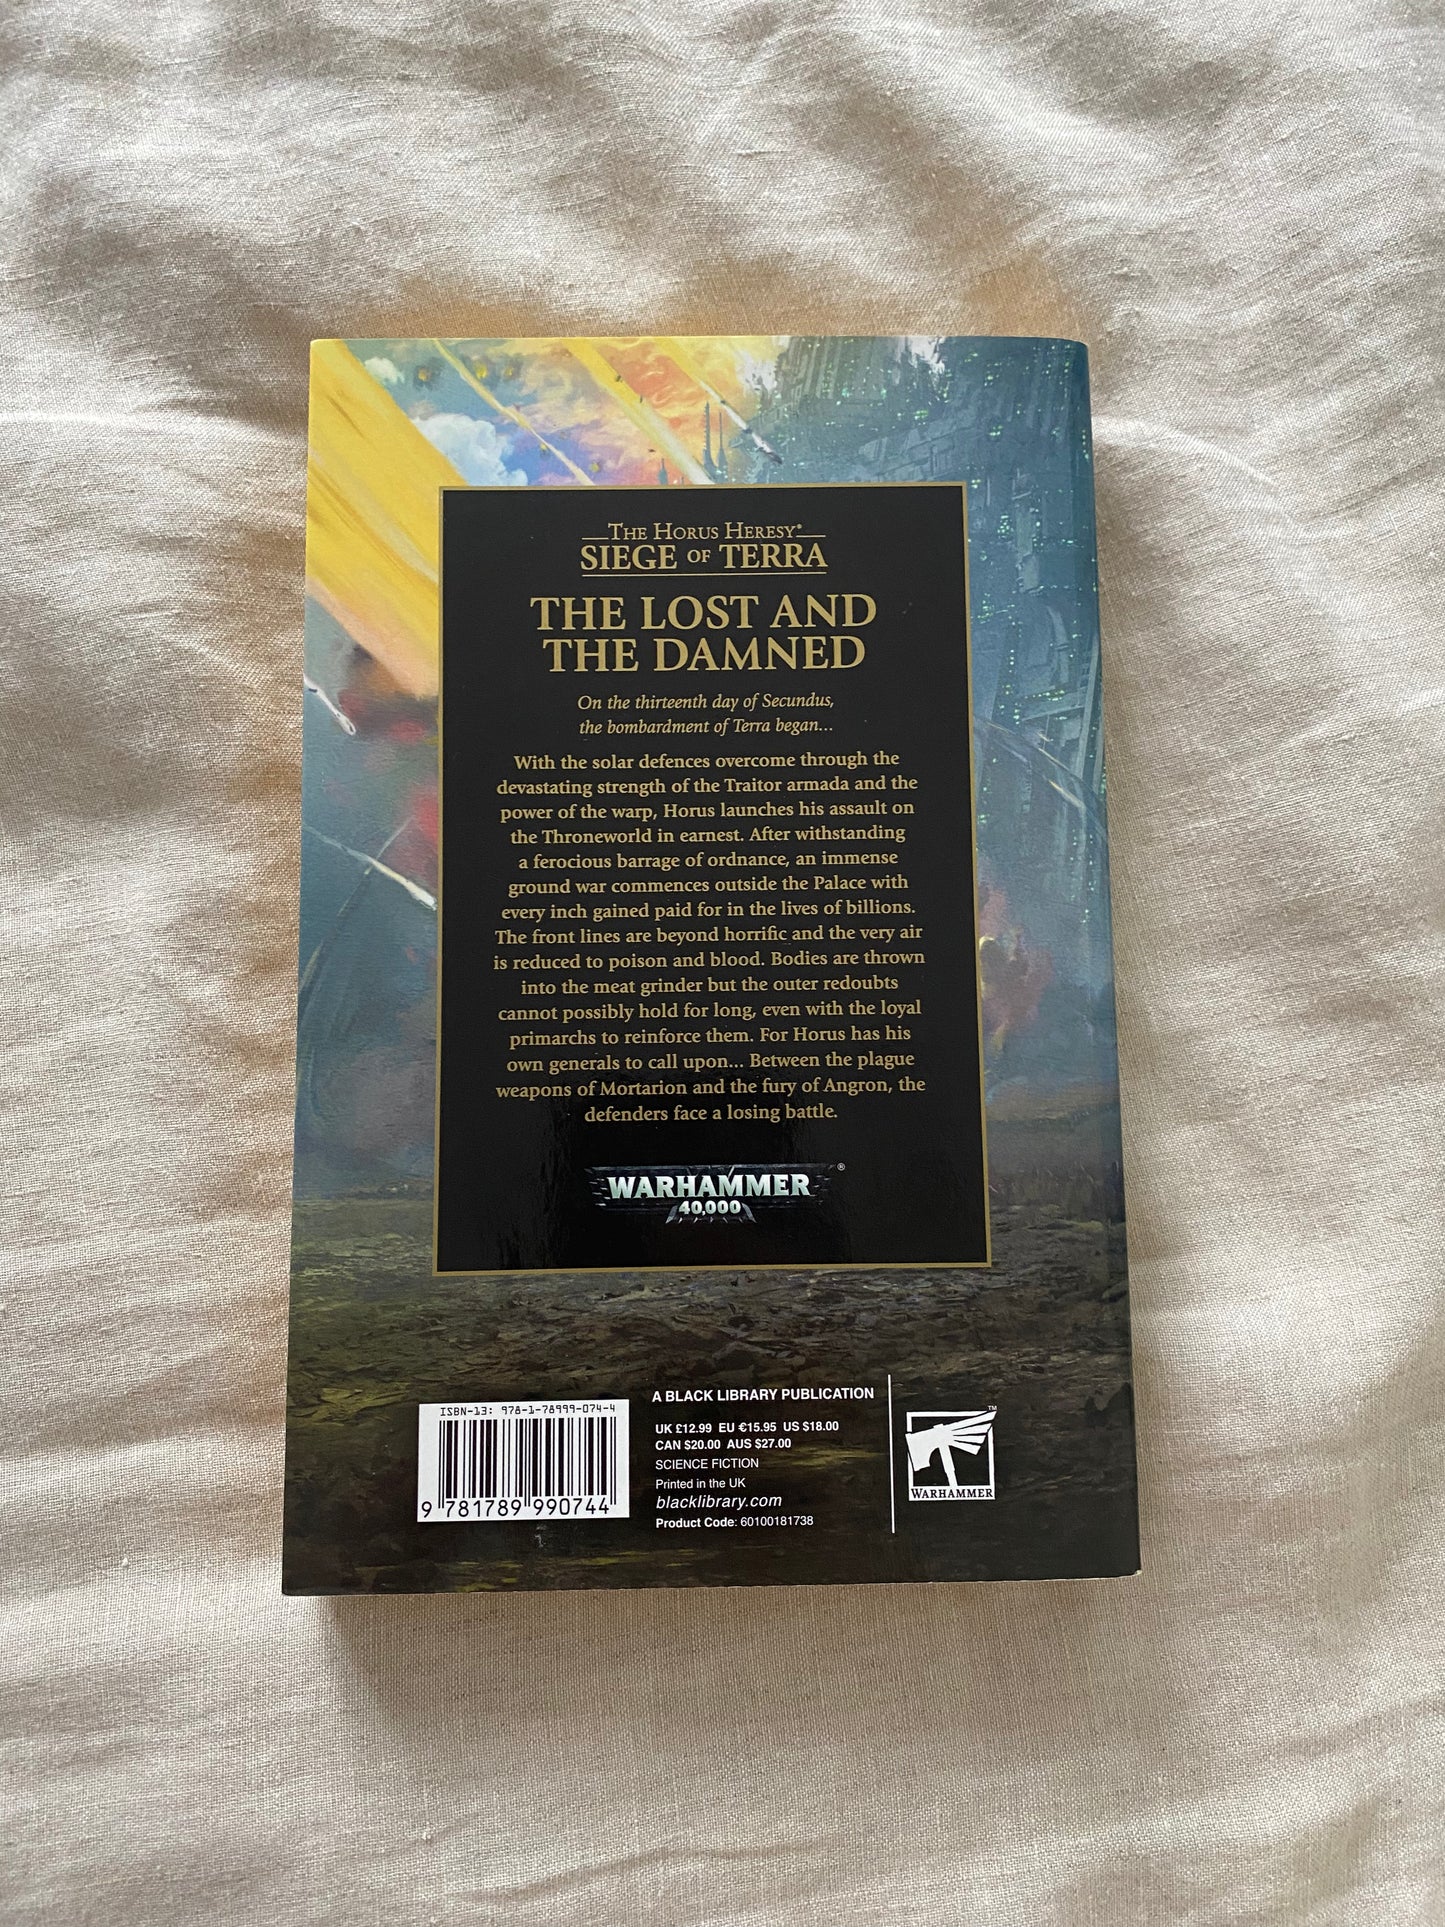 THE HORUS HERESY®
SIEGE OF TERRA
THE LOST AND
THE DAMNED
On the thirteenth day of Secundus,
the bombardment of Terra began...
With the solar defences overcome through the
devastating strength of the Traitor armada and the
power of the warp, Horus launches his assault on
the Throneworld in earnest. After withstanding
a ferocious barrage of ordnance, an immense
ground war commences outside the Palace with
every inch gained paid for in the lives of billions.
The front lines are beyond horrific and the very air
is reduced to poison and blood. Bodies are thrown
into the meat grinder but the outer redoubts
cannot possibly hold for long, even with the loyal
primarchs to reinforce them. For Horus has his
own generals to call upon... Between the plague
weapons of Mortarion and the fury of Angron, the
defenders face a losing battle.
WARHAMMER®
40,000
ISBN-13: 978-1-78999-074-4
9 781789 990744
A BLACK LIBRARY PUBLICATION
UK £12.99 EU €15.95 US $18.00
CAN $20.00 AUS $27.00
SCIENCE FICTION
Printed in the UK
blacklibrary.com
Product Code: 60100181738
™
WARHAMMER